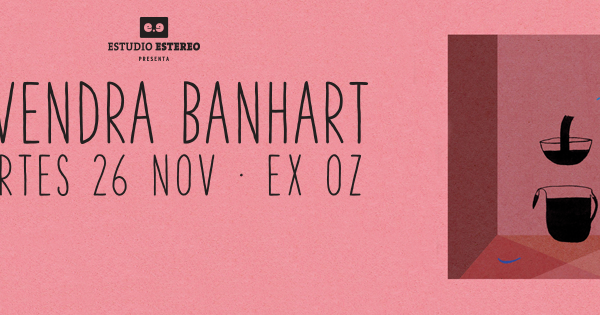 ESTUDIO ESTEREO
PRESENTA
VENDRA BANHART
RTES 26 NOV · EX OZ